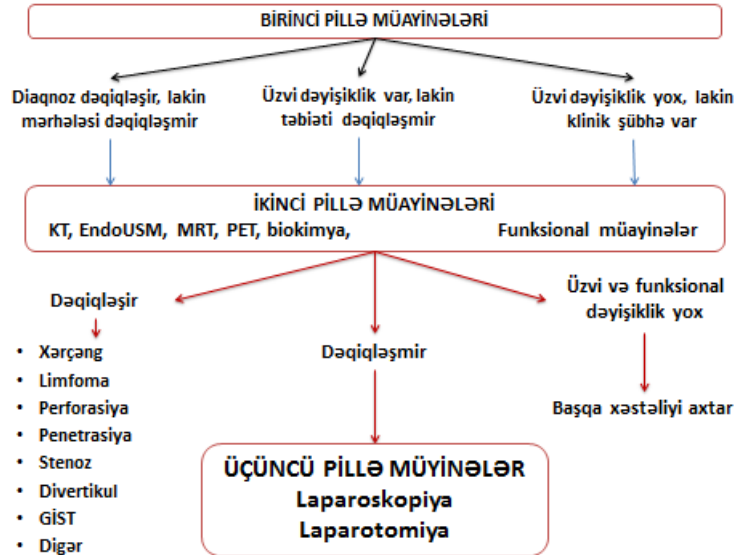 BİRİNCİ PİLLƏ MÜAYİNƏLƏRİ
Diaqnoz dəqiqləşir, lakin
mərhələsi dəqiqləşmir
Üzvi dəyişiklik var, lakin
təbiəti dəqiqləşmir
Üzvi dəyişiklik yox, lakin
klinik şübhə var
İKİNCİ PİLLƏ MÜAYİNƏLƏRİ
KT, EndoUSM, MRT, PET, biokimya, Funksional müayinələr
Dəqiqləşir
• Xərçəng
• Limfoma
• Perforasiya
• Penetrasiya
• Stenoz
• Divertikul
• GİST
• Digər
Dəqiqləşmir
Üzvi və funksional
dəyişiklik yox
Başqa xəstəliyi axtar
ÜÇÜNCÜ PİLLƏ MÜYİNƏLƏR
Laparoskopiya
Laparotomiya